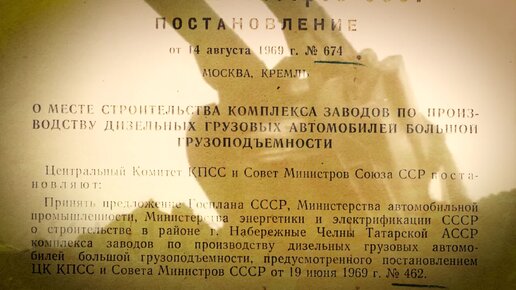 ПОСТАНОВЛЕНИЕ
от 14 августа 1969 г. № 674
МОСКВА, КРЕМЛЬ
О МЕСТЕ СТРОИТЕЛЬСТВА КОМПЛЕКСА ЗАВОДОВ ПО ПРОИЗ-
ВОДСТВУ ДИЗЕЛЬНЫХ ГРУЗОВЫХ АВТОМОБИЛЕЙ БОЛЬШОЙ
ГРУЗОПОДЪЕМНОСТИ
Центральный Комитет КПСС и Совет Министров Союза ССР поста-
новляют:
Принять предложение Госплана СССР, Министерства автомобильной
промышленности, Министерства энергетики и электрификации СССР
о строительстве в районе г. Набережные Челны Татарской АССР
комплекса заводов по производству дизельных грузовых автомо-
билей большой грузоподъемности, предусмотренного постановлением
ЦК КПСС и Совета Министров СССР от 19 июня 1969 г. № 462.